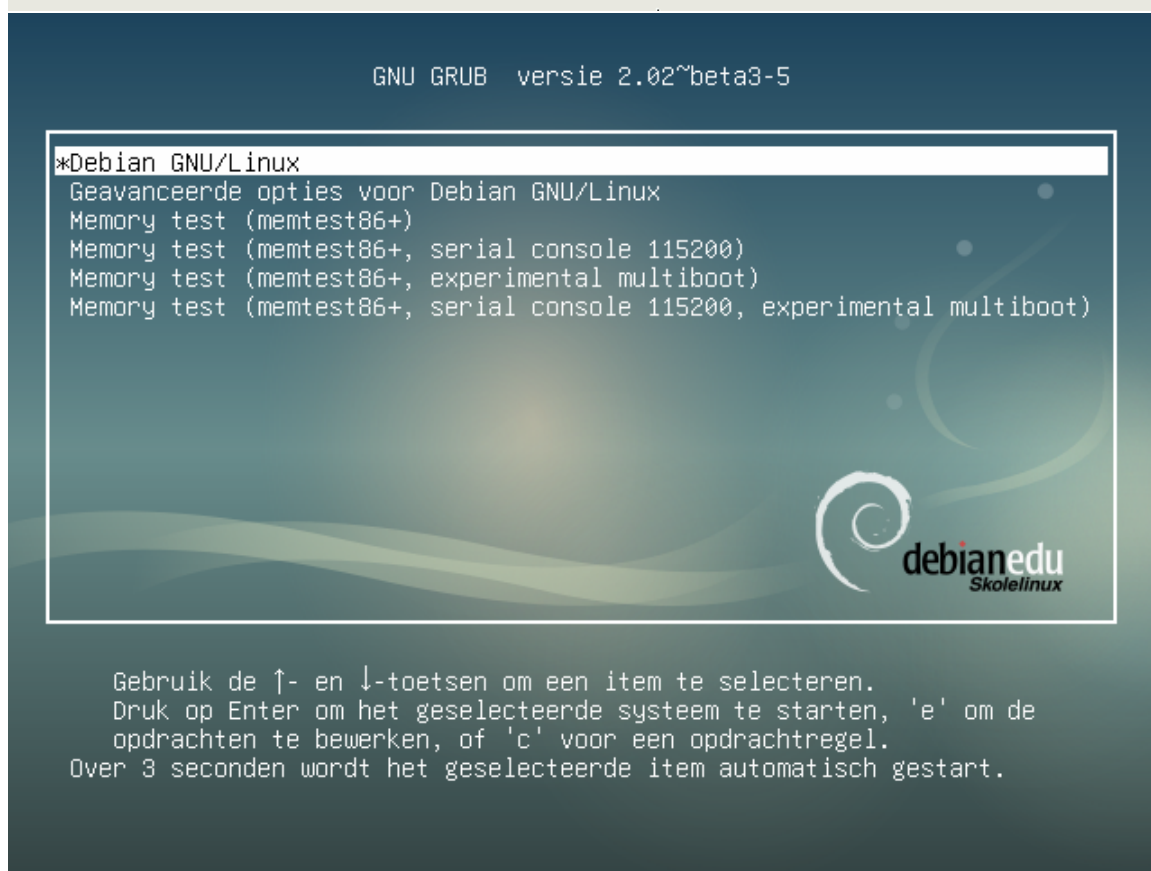 GNU GRUB  versie 2.02~beta3-5
*Debian GNU/Linux
Geavanceerde opties voor Debian GNU/Linux
Memory test (memtest86+)
Memory test (memtest86+, serial console 115200)
Memory test (memtest86+, experimental multiboot)
Memory test (memtest86+, serial console 115200, experimental multiboot)
debianedu
Skolelinux
Gebruik de ↑- en ↓-toetsen om een item te selecteren.
Druk op Enter om het geselecteerde systeem te starten, 'e' om de
opdrachten te bewerken, of 'c' voor een opdrachtregel.
Over 3 seconden wordt het geselecteerde item automatisch gestart.